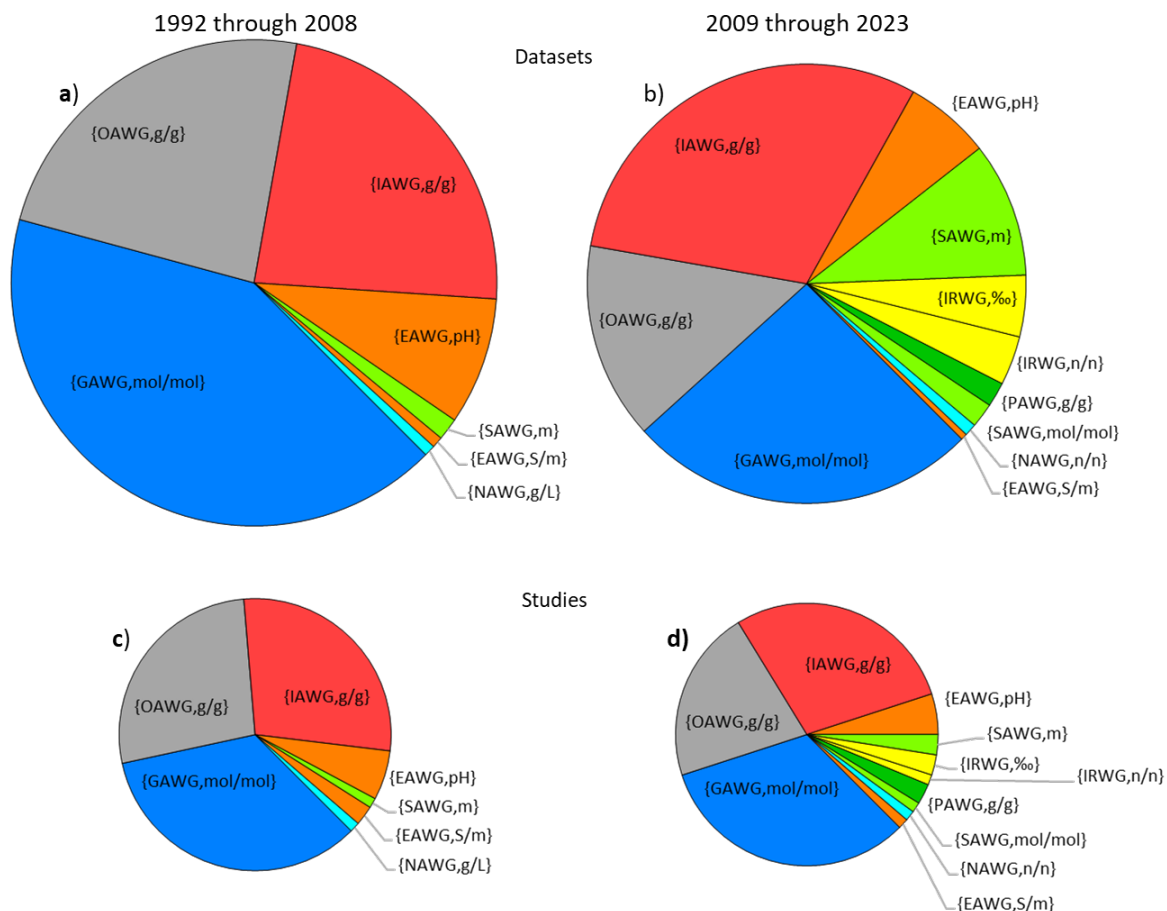 1992 through 2008
2009 through 2023
Datasets
a)
{OAWG,g/g}
{IAWG,g/g}
{EAWG,pH}
{GAWG,mol/mol}
{SAWG,m}
{EAWG,S/m}
{NAWG,g/L}
b)
{EAWG,pH}
{IAWG,g/g}
{SAWG,m}
{IRWG,‰}
{OAWG,g/g}
{IRWG,n/n}
{PAWG,g/g}
{SAWG,mol/mol}
{GAWG,mol/mol}
{NAWG,n/n}
{EAWG,S/m}
Studies
c)
{IAWG,g/g}
{OAWG,g/g}
{GAWG,mol/mol}
{EAWG,pH}
{SAWG,m}
{EAWG,S/m}
{NAWG,g/L}
d)
{IAWG,g/g}
{EAWG,pH}
{SAWG,m}
{OAWG,g/g}
{IRWG,‰}
{IRWG,n/n}
{GAWG,mol/mol}
{PAWG,g/g}
{SAWG,mol/mol}
{NAWG,n/n}
{EAWG,S/m}